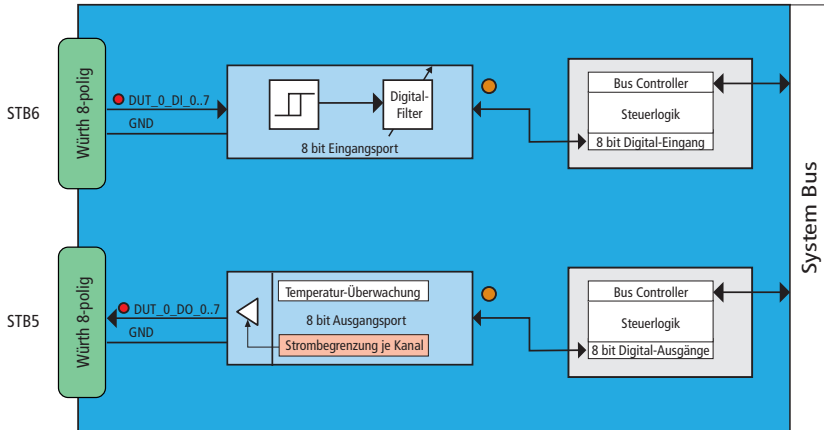 STB6
Würth 8-polig
DUT_0_DI_0..7
GND
Digital-
Filter
8 bit Eingangsport
Bus Controller
Steuerlogik
8 bit Digital-Eingang
System Bus
STB5
Würth 8-polig
DUT_0_DO_0..7
GND
Temperatur-Überwachung
8 bit Ausgangsport
Strombegrenzung je Kanal
Bus Controller
Steuerlogik
8 bit Digital-Ausgänge